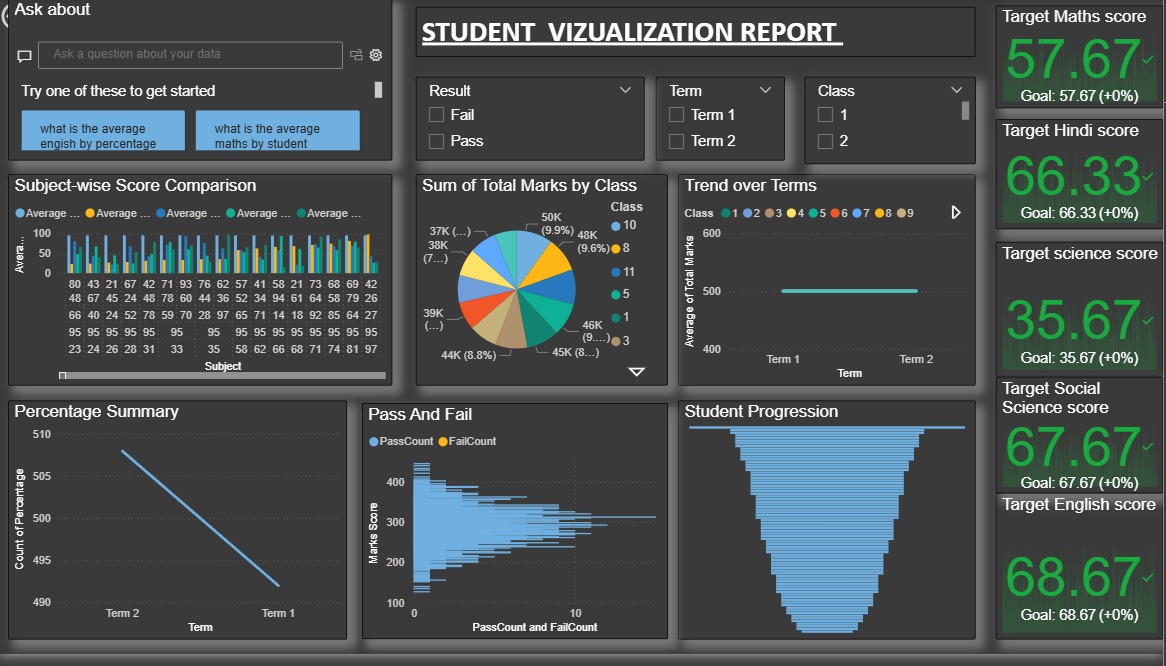 Ask about
Ask a question about your data
Try one of these to get started
what is the average
engish by percentage
what is the average
maths by student
STUDENT VIZUALIZATION REPORT
Result
Fail
Pass
Term
Term 1
Term 2
Class
1
2
Target Maths score
57.67
Goal: 57.67 (+0%)
Target Hindi score
66.33
Goal: 66.33 (+0%)
Target science score
35.67
Goal: 35.67 (+0%)
Target Social
Science score
67.67
Goal: 67.67 (+0%)
Target English score
68.67
Goal: 68.67 (+0%)
Subject-wise Score Comparison
Average ... Average ... Average ... Average ... Average ...
Avera...
100
50
0
80 43 21 67 42 71 93 76 62 57 41 58 21 73 68 69 42
48 67 45 24 48 78 60 44 36 52 34 94 61 64 58 79 26
66 40 24 52 78 59 70 28 97 65 71 14 18 92 85 64 27
95 95 95 95 95 95 95 95 95 95 95 95 95 95 95
23 24 26 28 31 33 35 58 62 66 68 71 74 81 97
Subject
Sum of Total Marks by Class
50K
(9.9%)
48K
(9.6%)
46K
(9....)
45K (8...)
44K (8.8%)
39K
(...)
38K
(7...)
37K (...)
Class
10
8
11
5
1
3
Trend over Terms
Class 1 2 3 4 5 6 7 8 9
Average of Total Marks
600
500
400
Term 1 Term 2
Term
Percentage Summary
Count of Percentage
510
505
500
495
490
Term 2 Term 1
Term
Pass And Fail
PassCount FailCount
Marks Score
400
300
200
100
0 10
PassCount and FailCount
Student Progression